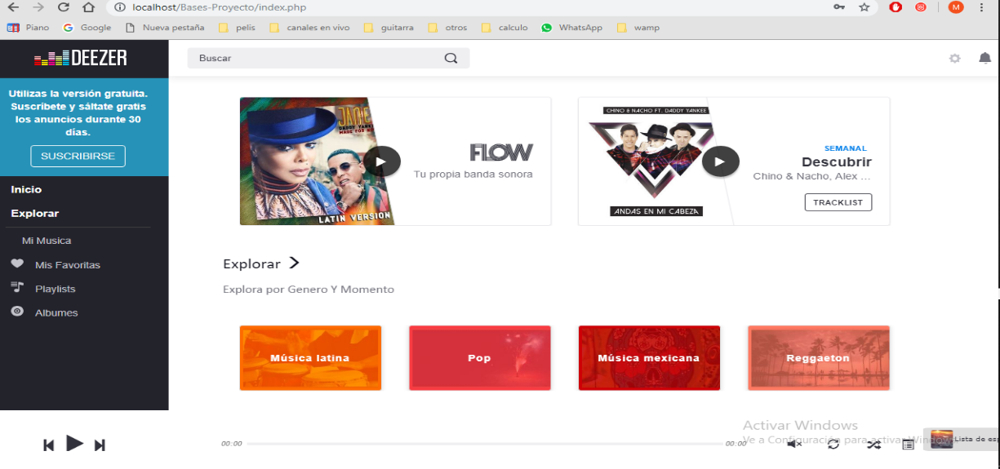 localhost/Bases-Proyecto/index.php
M
Piano
Google
Nueva pestaña
pelis
canales en vivo
guitarra
otros
calculo
WhatsApp
wamp
DEEZER
Buscar
Utilizas la versión gratuita.
Suscribete y sáltate gratis
los anuncios durante 30
días.
SUSCRIBIRSE
Inicio
Explorar
Mi Musica
Mis Favoritas
Playlists
Albumes
DADDY YANKEE
MADE FOR
LATIN VERSION
FLOW
Tu propia banda sonora
CHINO & NACHO FT. DADDY YANKEE
ANDAS EN MI CABEZA
SEMANAL
Descubrir
Chino & Nacho, Alex ...
TRACKLIST
Explorar
Explora por Genero Y Momento
Música latina
Pop
Música mexicana
Reggaeton
00:00
00:00
Activar Windows
Ve a Configuración para activar Windows
Lista de esp